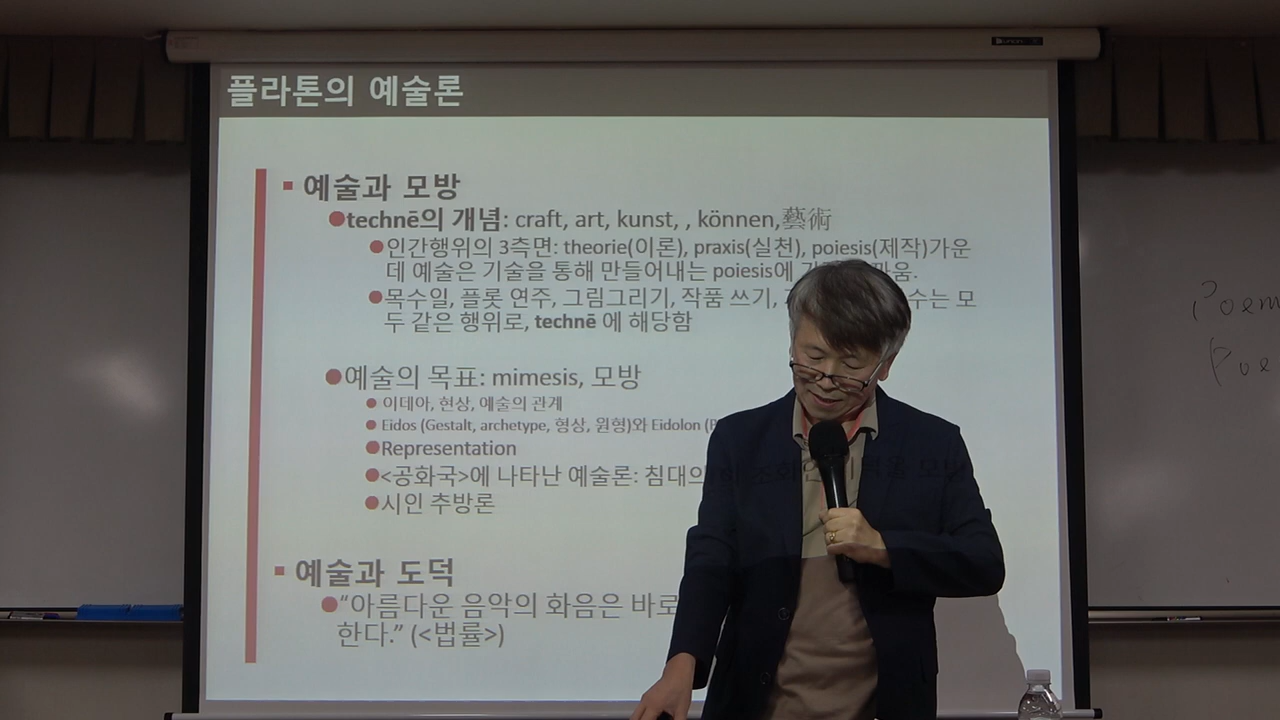 플라톤의 예술론
예술과 모방
technē의 개념: craft, art, kunst, , können,藝術
인간행위의 3측면: theorie(이론), praxis(실천), poiesis(제작)가운
데 예술은 기술을 통해 만들어내는 poiesis에
목수일, 플롯 연주, 그림그리기, 작품 쓰기, 수는 모
두 같은 행위로, technē 에 해당함
예술의 목표: mimesis, 모방
이데아, 현상, 예술의 관계
Eidos (Gestalt, archetype, 형상, 원형)와 Eidolon
Representation
<공화국>에 나타난 예술론: 침대의
시인 추방론
예술과 도덕
“아름다운 음악의 화음은 바로
한다.” (<법률>)
Poem